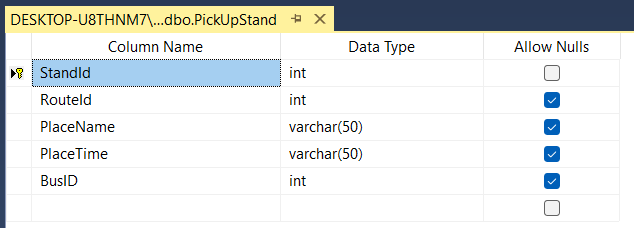 DESKTOP-U8THNM7\...dbo.PickUpStand
Column Name Data Type Allow Nulls
StandId int
RouteId int
PlaceName varchar(50)
PlaceTime varchar(50)
BusID int